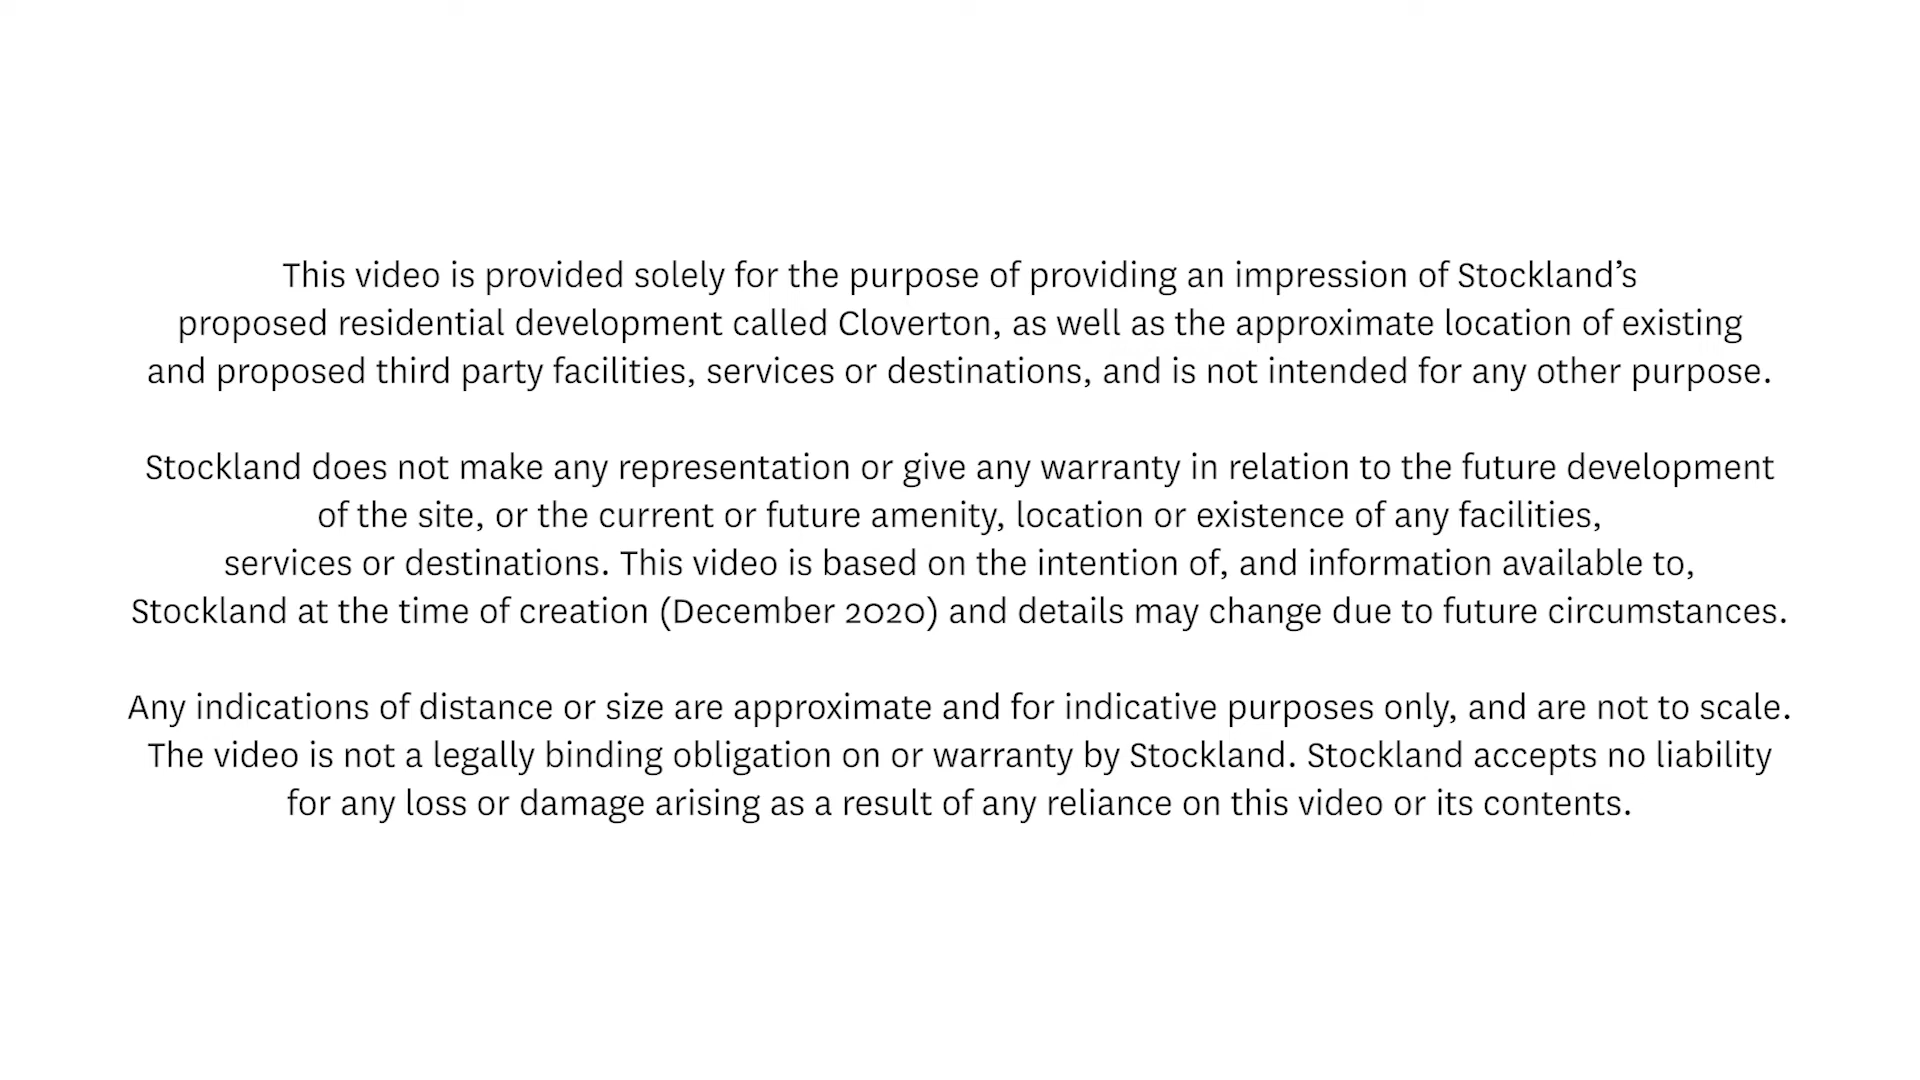 This video is provided solely for the purpose of providing an impression of Stockland’s
proposed residential development called Cloverton, as well as the approximate location of existing
and proposed third party facilities, services or destinations, and is not intended for any other purpose.
Stockland does not make any representation or give any warranty in relation to the future development
of the site, or the current or future amenity, location or existence of any facilities,
services or destinations. This video is based on the intention of, and information available to,
Stockland at the time of creation (December 2020) and details may change due to future circumstances.
Any indications of distance or size are approximate and for indicative purposes only, and are not to scale.
The video is not a legally binding obligation on or warranty by Stockland. Stockland accepts no liability
for any loss or damage arising as a result of any reliance on this video or its contents.